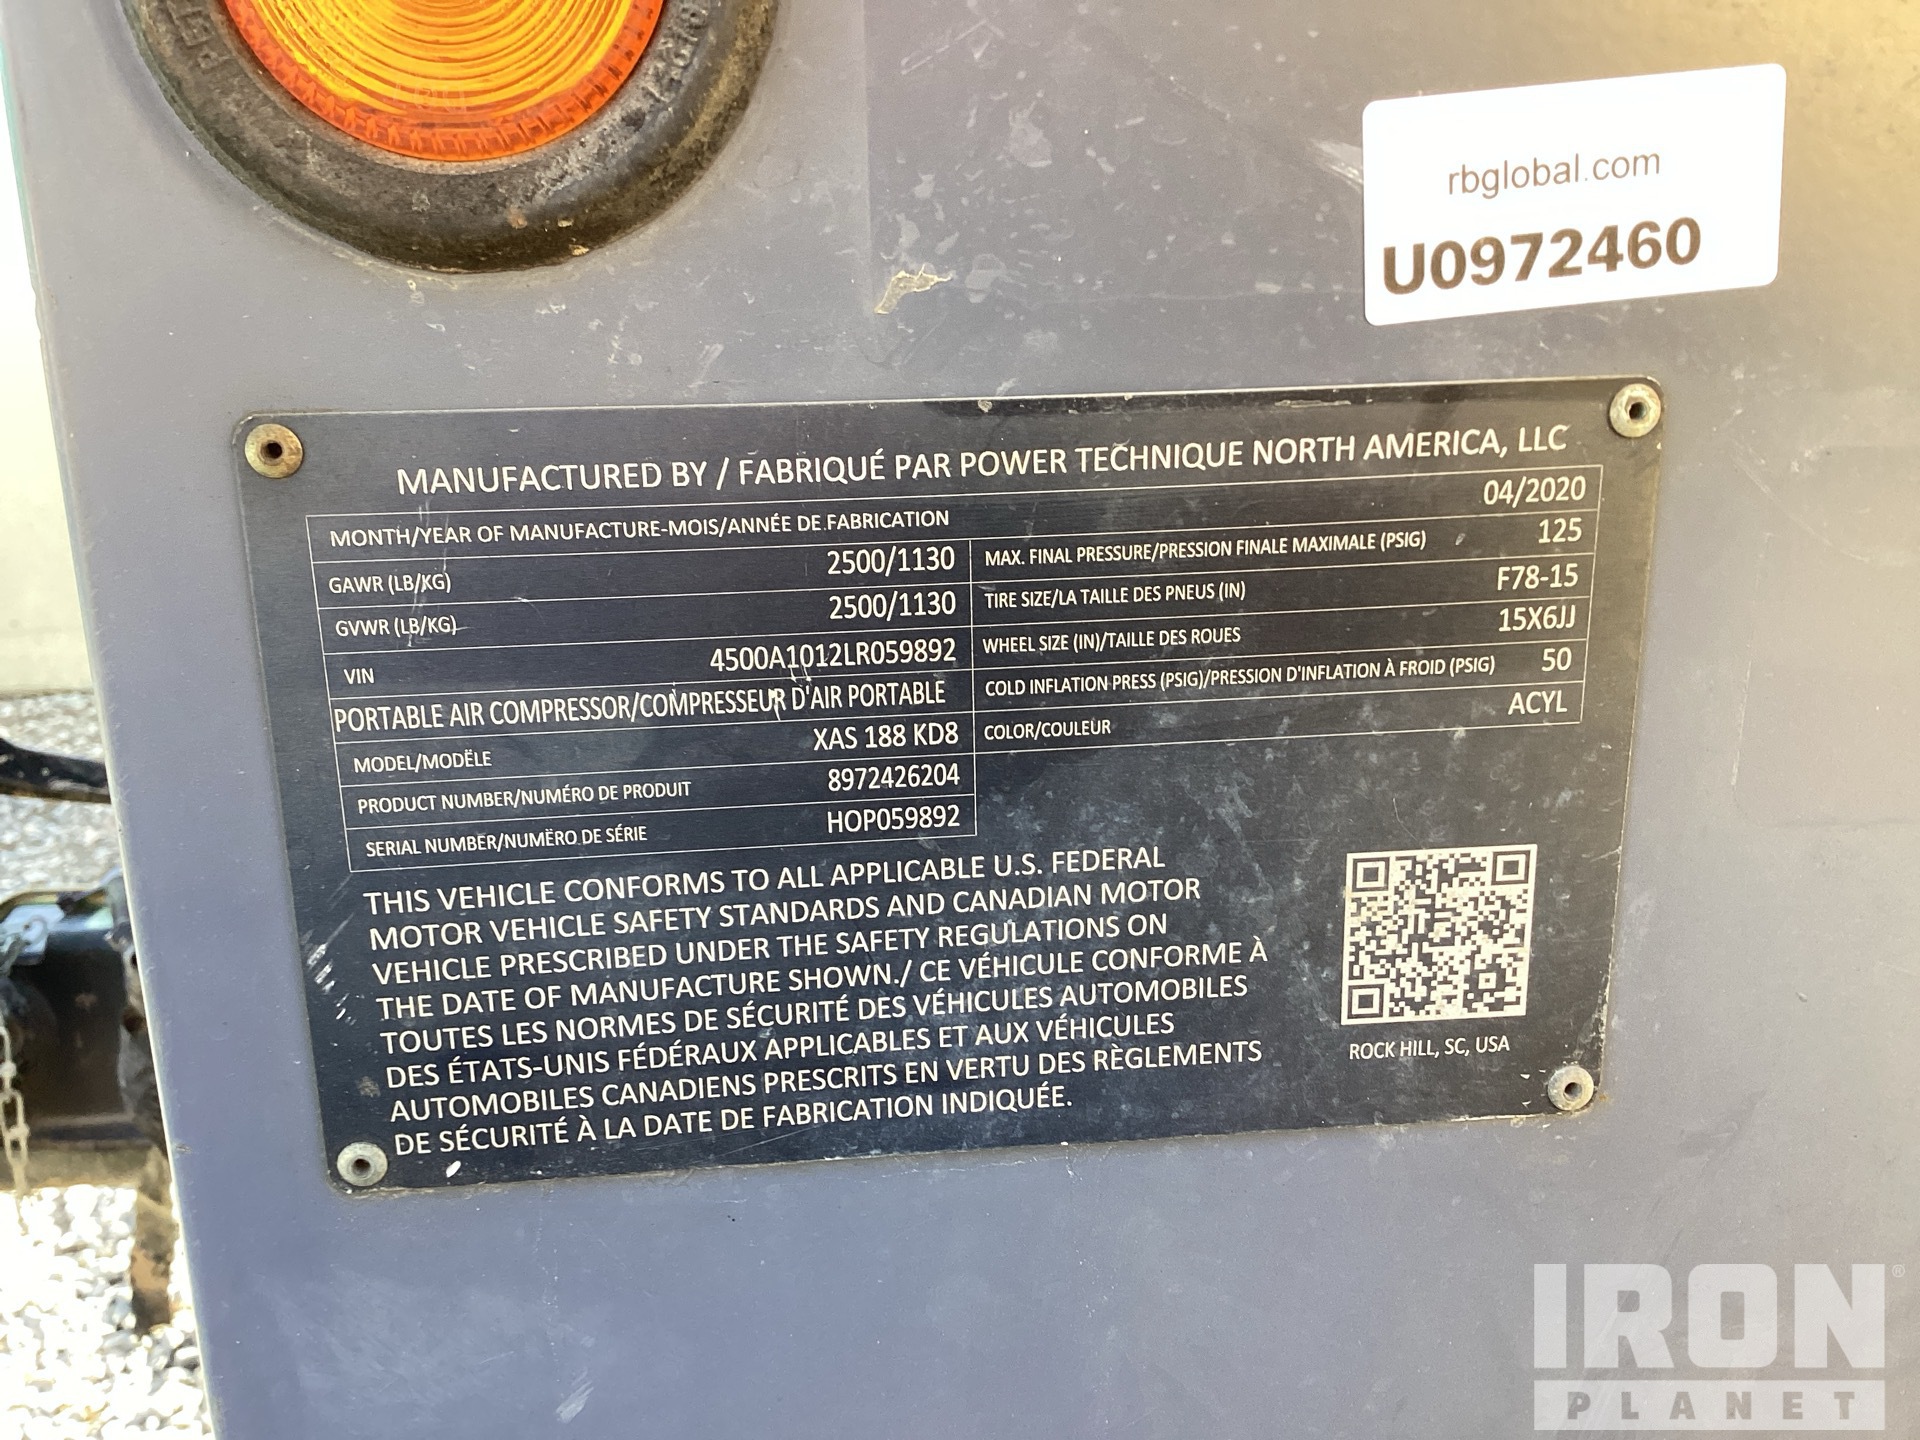 rbglobal.com
U0972460
MANUFACTURED BY / FABRIQUÉ PAR POWER TECHNIQUE NORTH AMERICA, LLC
MONTH/YEAR OF MANUFACTURE-MOIS/ANNÉE DE FABRICATION 04/2020
GAWR (LB/KG) 2500/1130 MAX. FINAL PRESSURE/PRESSION FINALE MAXIMALE (PSIG) 125
GVWR (LB/KG) 2500/1130 TIRE SIZE/LA TAILLE DES PNEUS (IN) F78-15
VIN 4500A1012LR059892 WHEEL SIZE (IN)/TAILLE DES ROUES 15X6JJ
PORTABLE AIR COMPRESSOR/COMPRESSEUR D'AIR PORTABLE COLD INFLATION PRESS (PSIG)/PRESSION D'INFLATION À FROID (PSIG) 50
MODEL/MODËLE XAS 188 KD8 COLOR/COULEUR ACYL
PRODUCT NUMBER/NUMÉRO DE PRODUIT 8972426204
SERIAL NUMBER/NUMËRO DE SÉRIE HOP059892
THIS VEHICLE CONFORMS TO ALL APPLICABLE U.S. FEDERAL
MOTOR VEHICLE SAFETY STANDARDS AND CANADIAN MOTOR
VEHICLE PRESCRIBED UNDER THE SAFETY REGULATIONS ON
THE DATE OF MANUFACTURE SHOWN./ CE VÉHICULE CONFORME À
TOUTES LES NORMES DE SÉCURITÉ DES VÉHICULES AUTOMOBILES
DES ÉTATS-UNIS FÉDÉRAUX APPLICABLES ET AUX VÉHICULES
AUTOMOBILES CANADIENS PRESCRITS EN VERTU DES RÈGLEMENTS
DE SÉCURITÉ À LA DATE DE FABRICATION INDIQUÉE.
ROCK HILL, SC, USA
IRON®
PLANET